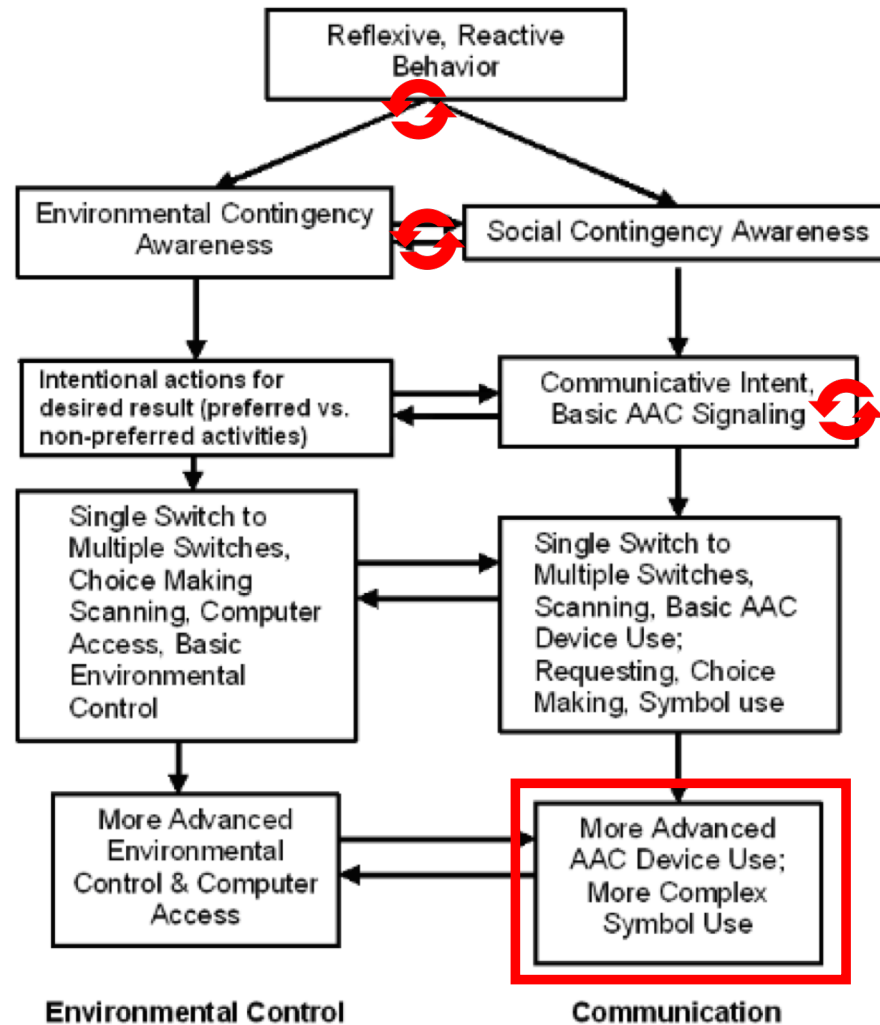 Reflexive, Reactive
Behavior
Environmental Contingency
Awareness
Social Contingency Awareness
Intentional actions for
desired result (preferred vs.
non-preferred activities)
Communicative Intent,
Basic AAC Signaling
Single Switch to
Multiple Switches,
Choice Making
Scanning, Computer
Access, Basic
Environmental
Control
Single Switch to
Multiple Switches,
Scanning, Basic AAC
Device Use;
Requesting, Choice
Making, Symbol use
More Advanced
Environmental
Control & Computer
Access
More Advanced
AAC Device Use;
More Complex
Symbol Use
Environmental Control
Communication